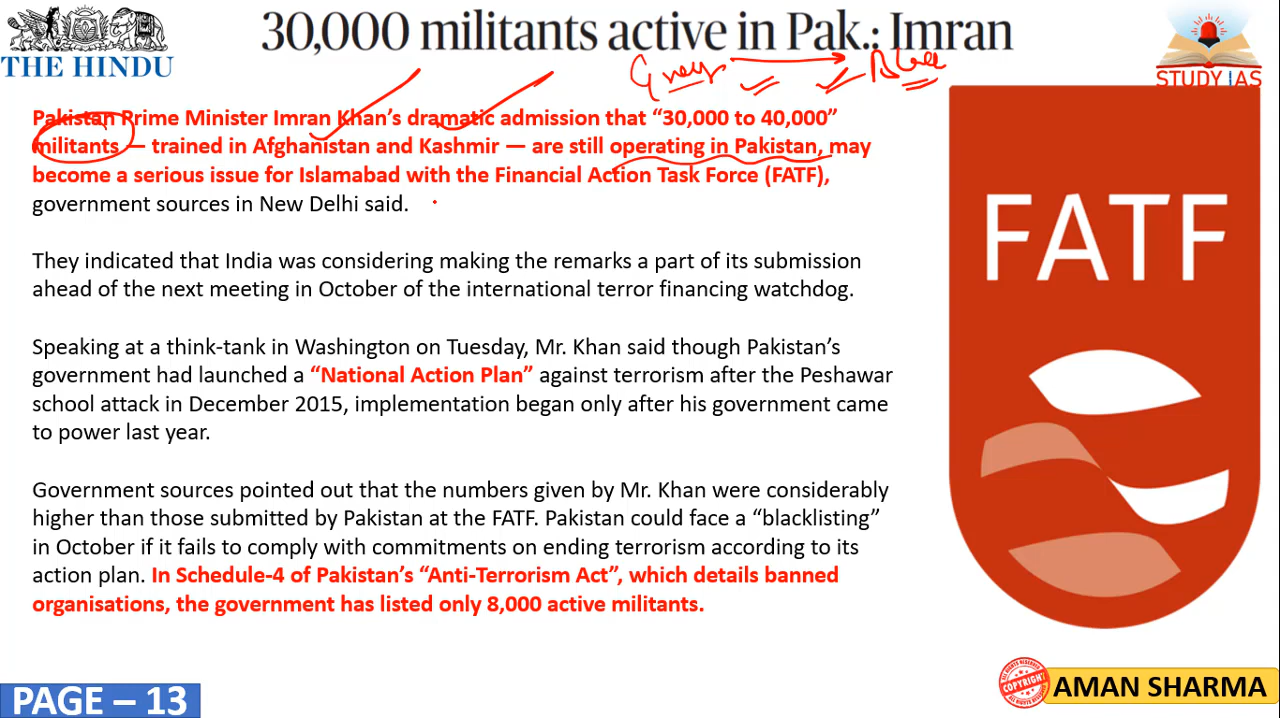 30,000 militants active in Pak.: Imran
THE HINDU
STUDY IAS
Grey Black
Pakistan Prime Minister Imran Khan's dramatic admission that “30,000 to 40,000”
militants — trained in Afghanistan and Kashmir — are still operating in Pakistan, may
become a serious issue for Islamabad with the Financial Action Task Force (FATF),
government sources in New Delhi said.
They indicated that India was considering making the remarks a part of its submission
ahead of the next meeting in October of the international terror financing watchdog.
Speaking at a think-tank in Washington on Tuesday, Mr. Khan said though Pakistan's
government had launched a “National Action Plan” against terrorism after the Peshawar
school attack in December 2015, implementation began only after his government came
to power last year.
Government sources pointed out that the numbers given by Mr. Khan were considerably
higher than those submitted by Pakistan at the FATF. Pakistan could face a “blacklisting”
in October if it fails to comply with commitments on ending terrorism according to its
action plan. In Schedule-4 of Pakistan's “Anti-Terrorism Act”, which details banned
organisations, the government has listed only 8,000 active militants.
FATF
PAGE – 13
COPYRIGHT
AMAN SHARMA